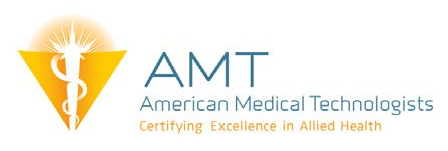 AMT
American Medical Technologists
Certifying Excellence in Allied Health